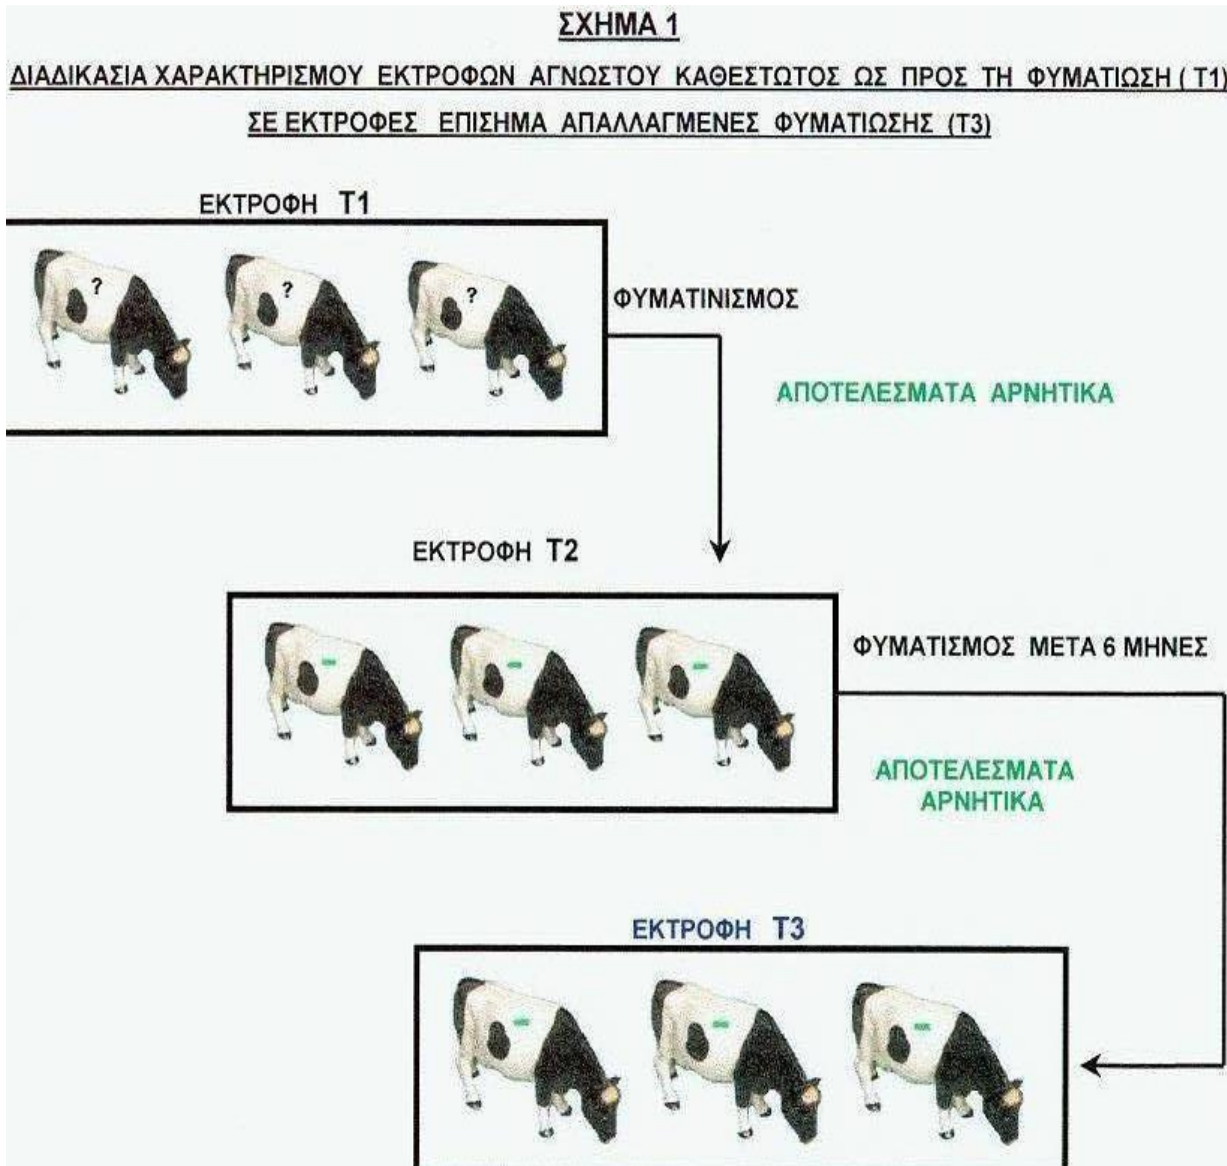 ΣΧΗΜΑ 1
ΔΙΑΔΙΚΑΣΙΑ ΧΑΡΑΚΤΗΡΙΣΜΟΥ ΕΚΤΡΟΦΩΝ ΑΓΝΩΣΤΟΥ ΚΑΘΕΣΤΩΤΟΣ ΩΣ ΠΡΟΣ ΤΗ ΦΥΜΑΤΙΩΣΗ ( Τ1)
ΣΕ ΕΚΤΡΟΦΕΣ ΕΠΙΣΗΜΑ ΑΠΑΛΛΑΓΜΕΝΕΣ ΦΥΜΑΤΙΩΣΗΣ (Τ3)
ΕΚΤΡΟΦΗ Τ1
? ? ?
ΦΥΜΑΤΙΝΙΣΜΟΣ
ΑΠΟΤΕΛΕΣΜΑΤΑ ΑΡΝΗΤΙΚΑ
ΕΚΤΡΟΦΗ Τ2
- - -
ΦΥΜΑΤΙΣΜΟΣ ΜΕΤΑ 6 ΜΗΝΕΣ
ΑΠΟΤΕΛΕΣΜΑΤΑ
ΑΡΝΗΤΙΚΑ
ΕΚΤΡΟΦΗ Τ3
- - -